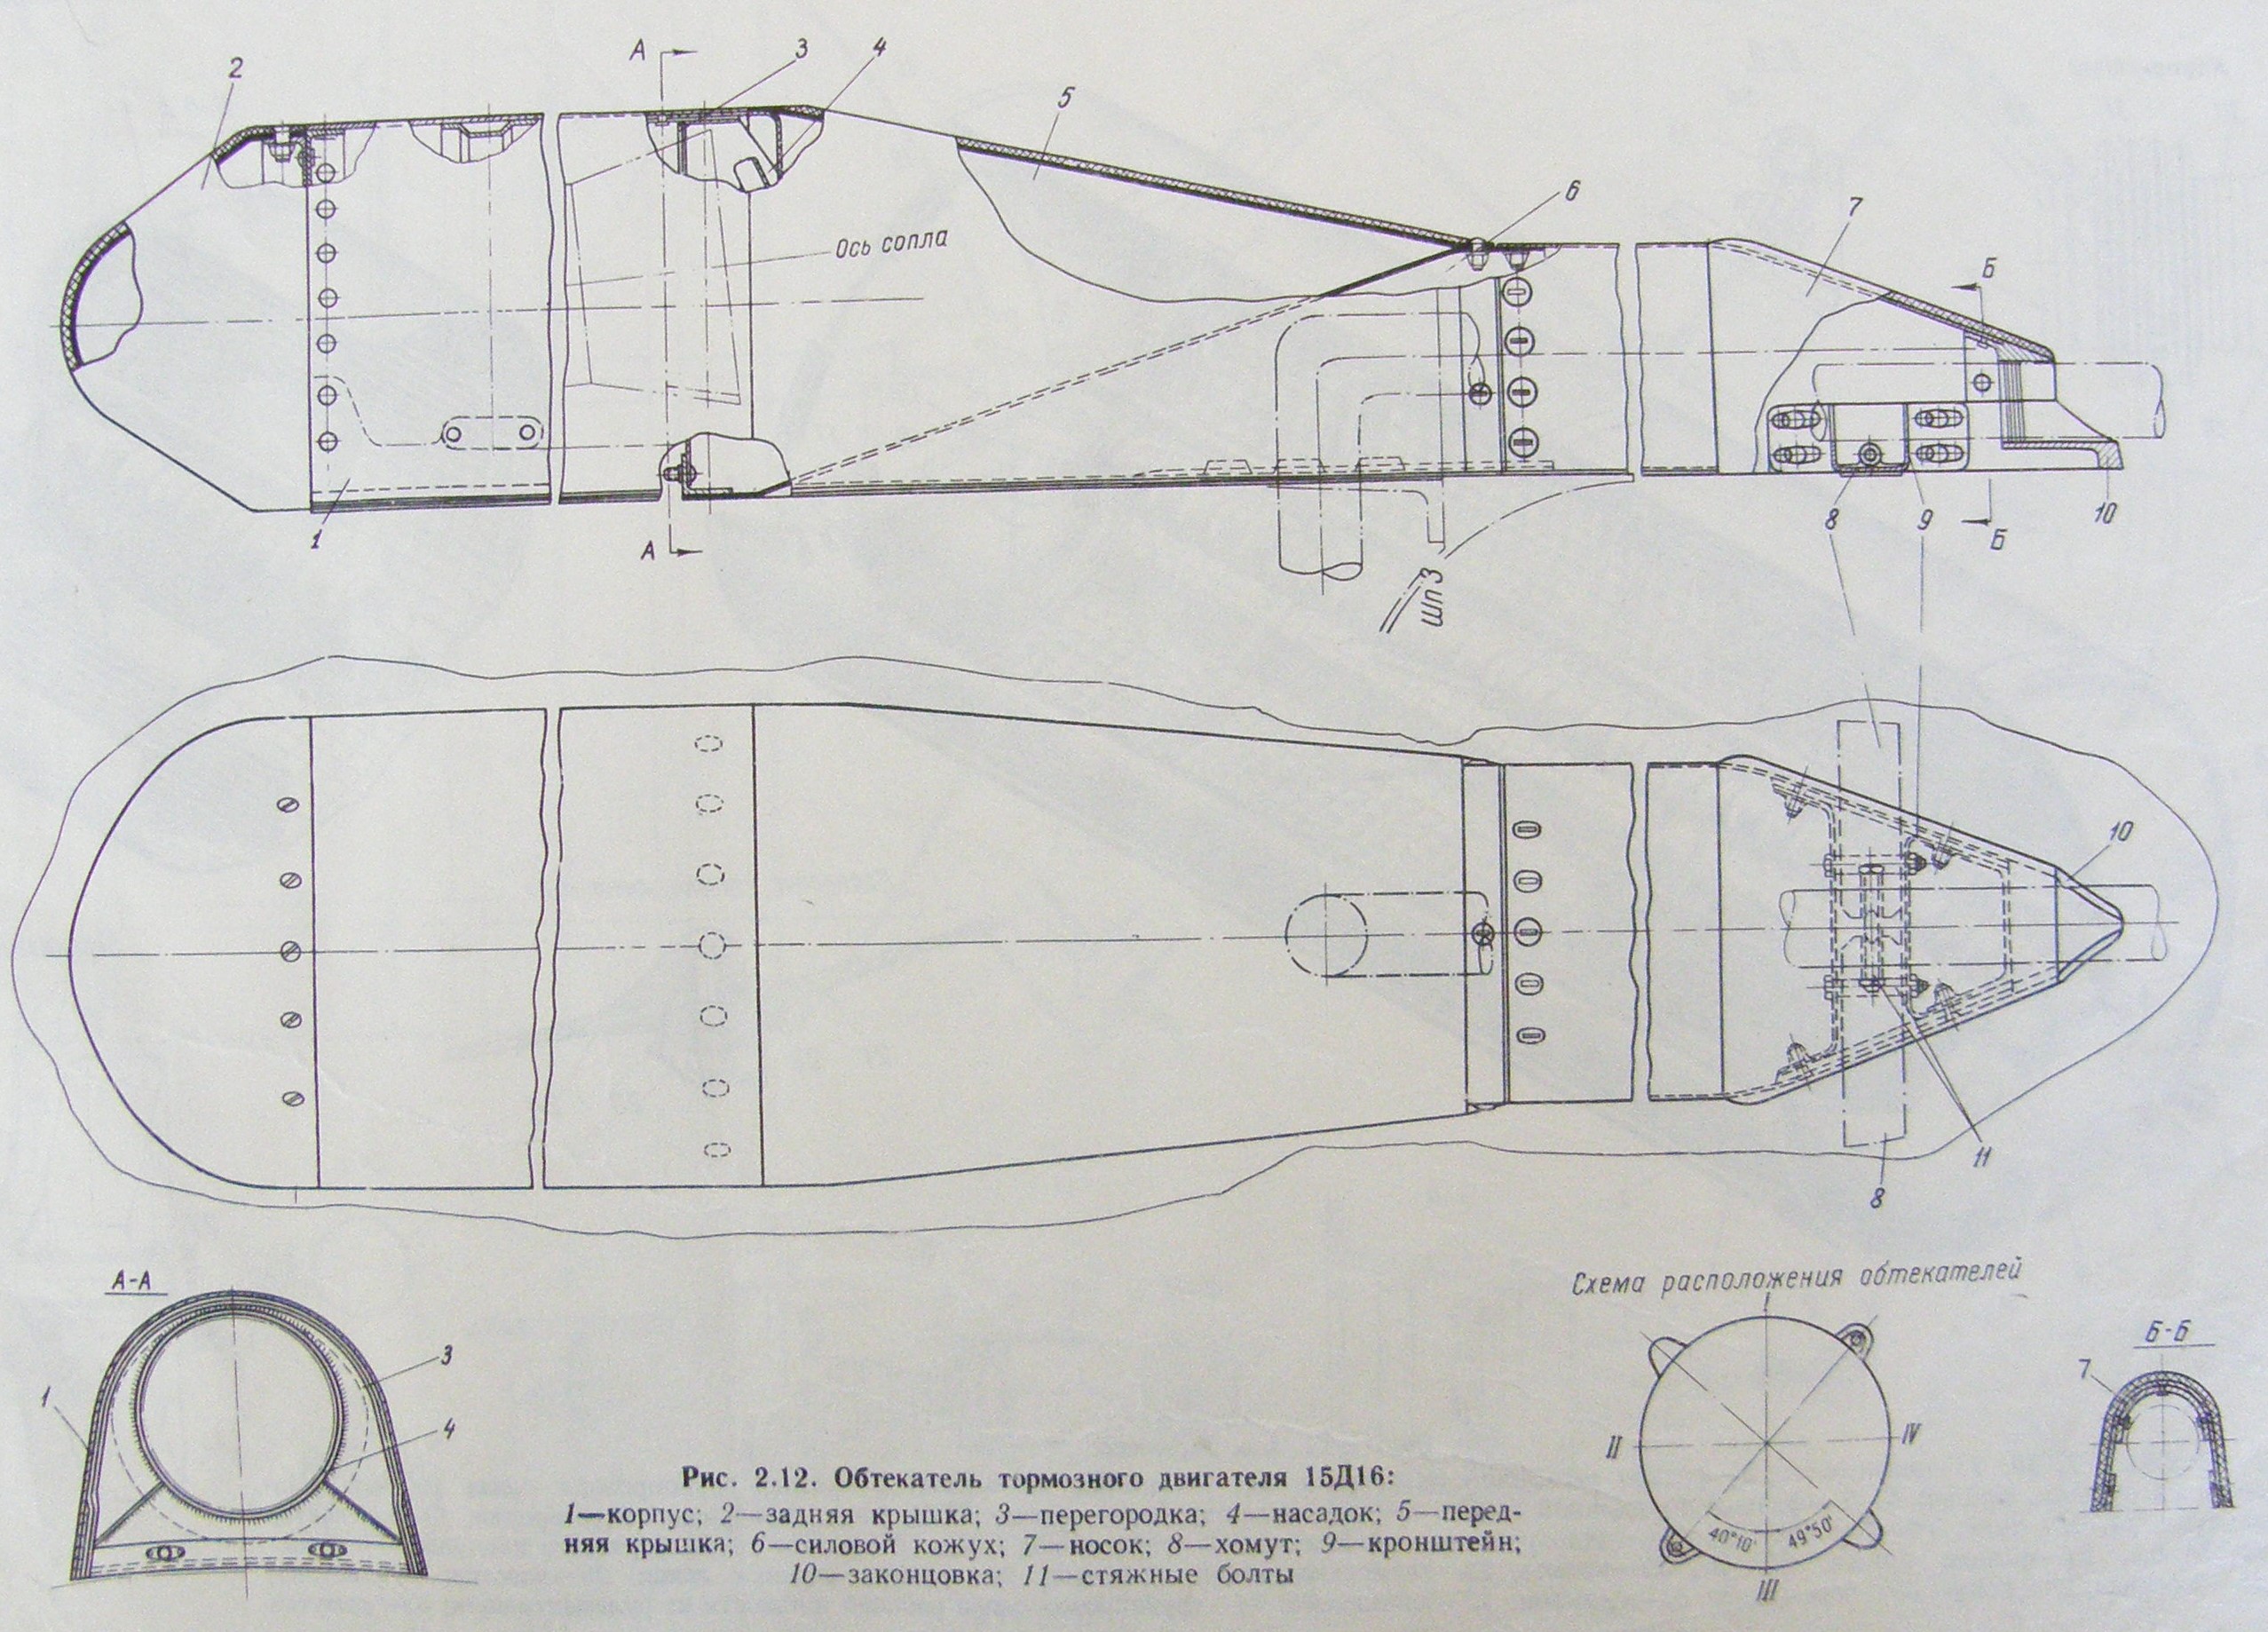 А
3
4
2
5
6
7
Ось сопла
Б
1
А
8
9
Б
10
шп 3
10
11
8
А-А
3
1
4
Схема расположения обтекателей
I
II
IV
40°10'
49°50'
III
Б-Б
7
Рис. 2.12. Обтекатель тормозного двигателя 15Д16:
1—корпус; 2—задняя крышка; 3—перегородка; 4—насадок; 5—перед-
няя крышка; 6—силовой кожух; 7—носок; 8—хомут; 9—кронштейн;
10—законцовка; 11—стяжные болты